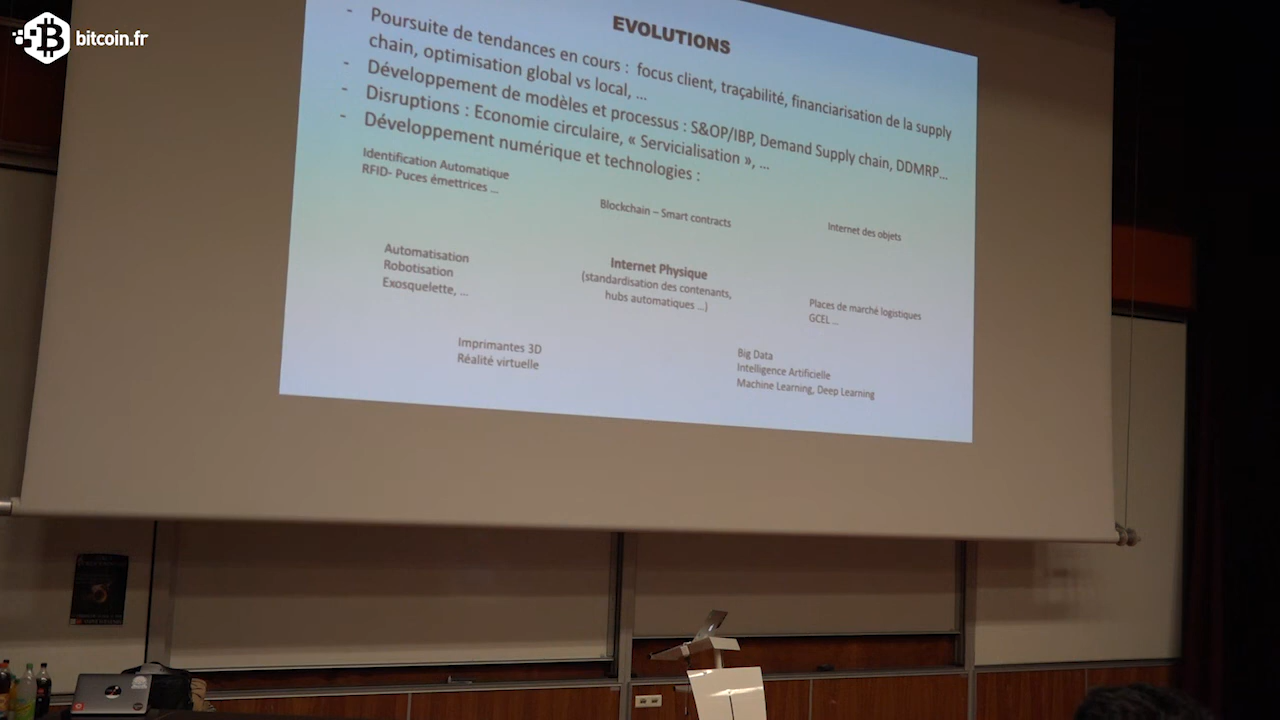 bitcoin.fr
EVOLUTIONS
- Poursuite de tendances en cours : focus client, traçabilité, financiarisation de la supply
chain, optimisation global vs local, ...
- Développement de modèles et processus : S&OP/IBP, Demand Supply chain, DDMRP...
- Disruptions : Economie circulaire, « Servicialisation », ...
- Développement numérique et technologies :
Identification Automatique
RFID- Puces émettrices ...
Blockchain – Smart contracts
Internet des objets
Automatisation
Robotisation
Exosquelette, ...
Internet Physique
(standardisation des contenants,
hubs automatiques ...)
Places de marché logistiques
GCEL ...
Imprimantes 3D
Réalité virtuelle
Big Data
Intelligence Artificielle
Machine Learning, Deep Learning